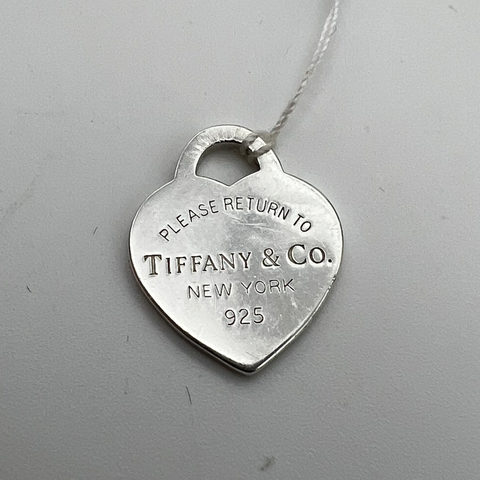 PLEASE RETURN TO
TIFFANY & CO.
NEW YORK
925